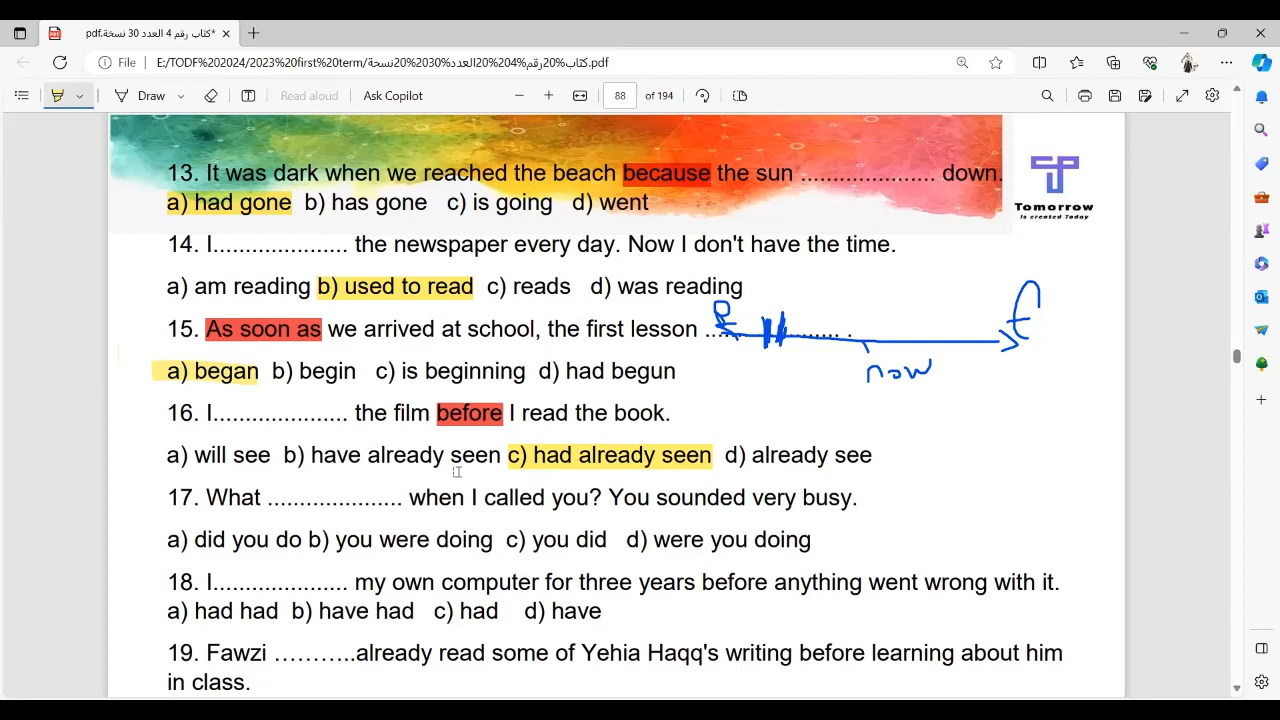 كتاب رقم 4 العدد 30 نسخة.pdf*
File E:/TODF%202024/2023%20first%20term/كتاب%20رقم%204%20العدد%2030%20نسخة.pdf
Draw Read aloud Ask Copilot 88 of 194
13. It was dark when we reached the beach because the sun ..................... down.
a) had gone b) has gone c) is going d) went
Tomorrow
Is created Today
14. I..................... the newspaper every day. Now I don't have the time.
a) am reading b) used to read c) reads d) was reading
P f
15. As soon as we arrived at school, the first lesson ..................... .
now
a) began b) begin c) is beginning d) had begun
16. I..................... the film before I read the book.
a) will see b) have already seen c) had already seen d) already see
17. What ..................... when I called you? You sounded very busy.
a) did you do b) you were doing c) you did d) were you doing
18. I..................... my own computer for three years before anything went wrong with it.
a) had had b) have had c) had d) have
19. Fawzi ………..already read some of Yehia Haqq's writing before learning about him
in class.